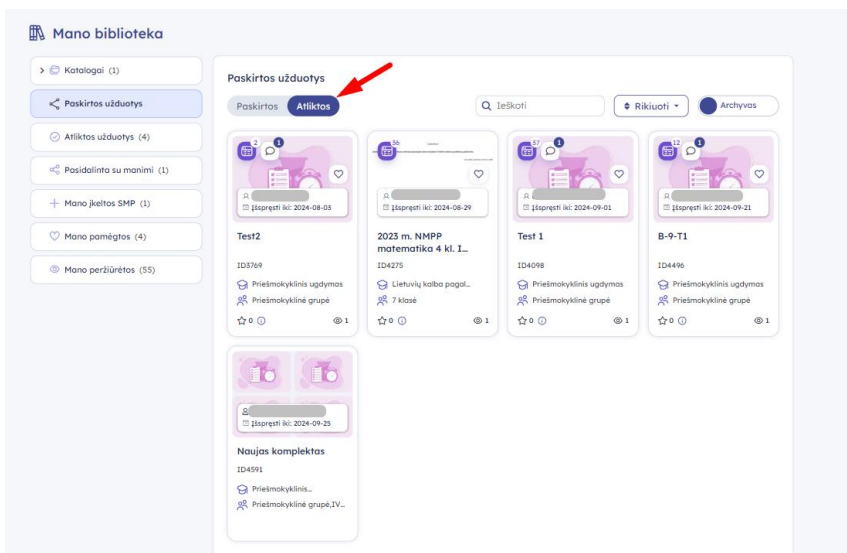 Mano biblioteka
Katalogai (1)
Paskirtos užduotys
Atliktos užduotys (4)
Pasidalinta su manimi (1)
Mano įkeltos SMP (1)
Mano pamėgtos (4)
Mano peržiūrėtos (55)
Paskirtos užduotys
Paskirtos Atliktos
Ieškoti
Rikiuoti
Archyvas
2 1
Išspręsti iki: 2024-08-03
Test2
ID3769
Priešmokyklinis ugdymas
Priešmokyklinė grupė
0 1
36
Išspręsti iki: 2024-08-29
2023 m. NMPP
matematika 4 kl. I...
ID4275
Lietuvių kalba pagal...
7 klasė
0 1
37 1
Išspręsti iki: 2024-09-01
Test 1
ID4098
Priešmokyklinis ugdymas
Priešmokyklinė grupė
0 1
12 1
Išspręsti iki: 2024-09-21
B-9-T1
ID4496
Priešmokyklinis ugdymas
Priešmokyklinė grupė
0 1
Išspręsti iki: 2024-09-25
Naujas komplektas
ID4591
Priešmokyklinis...
Priešmokyklinė grupė,IV...